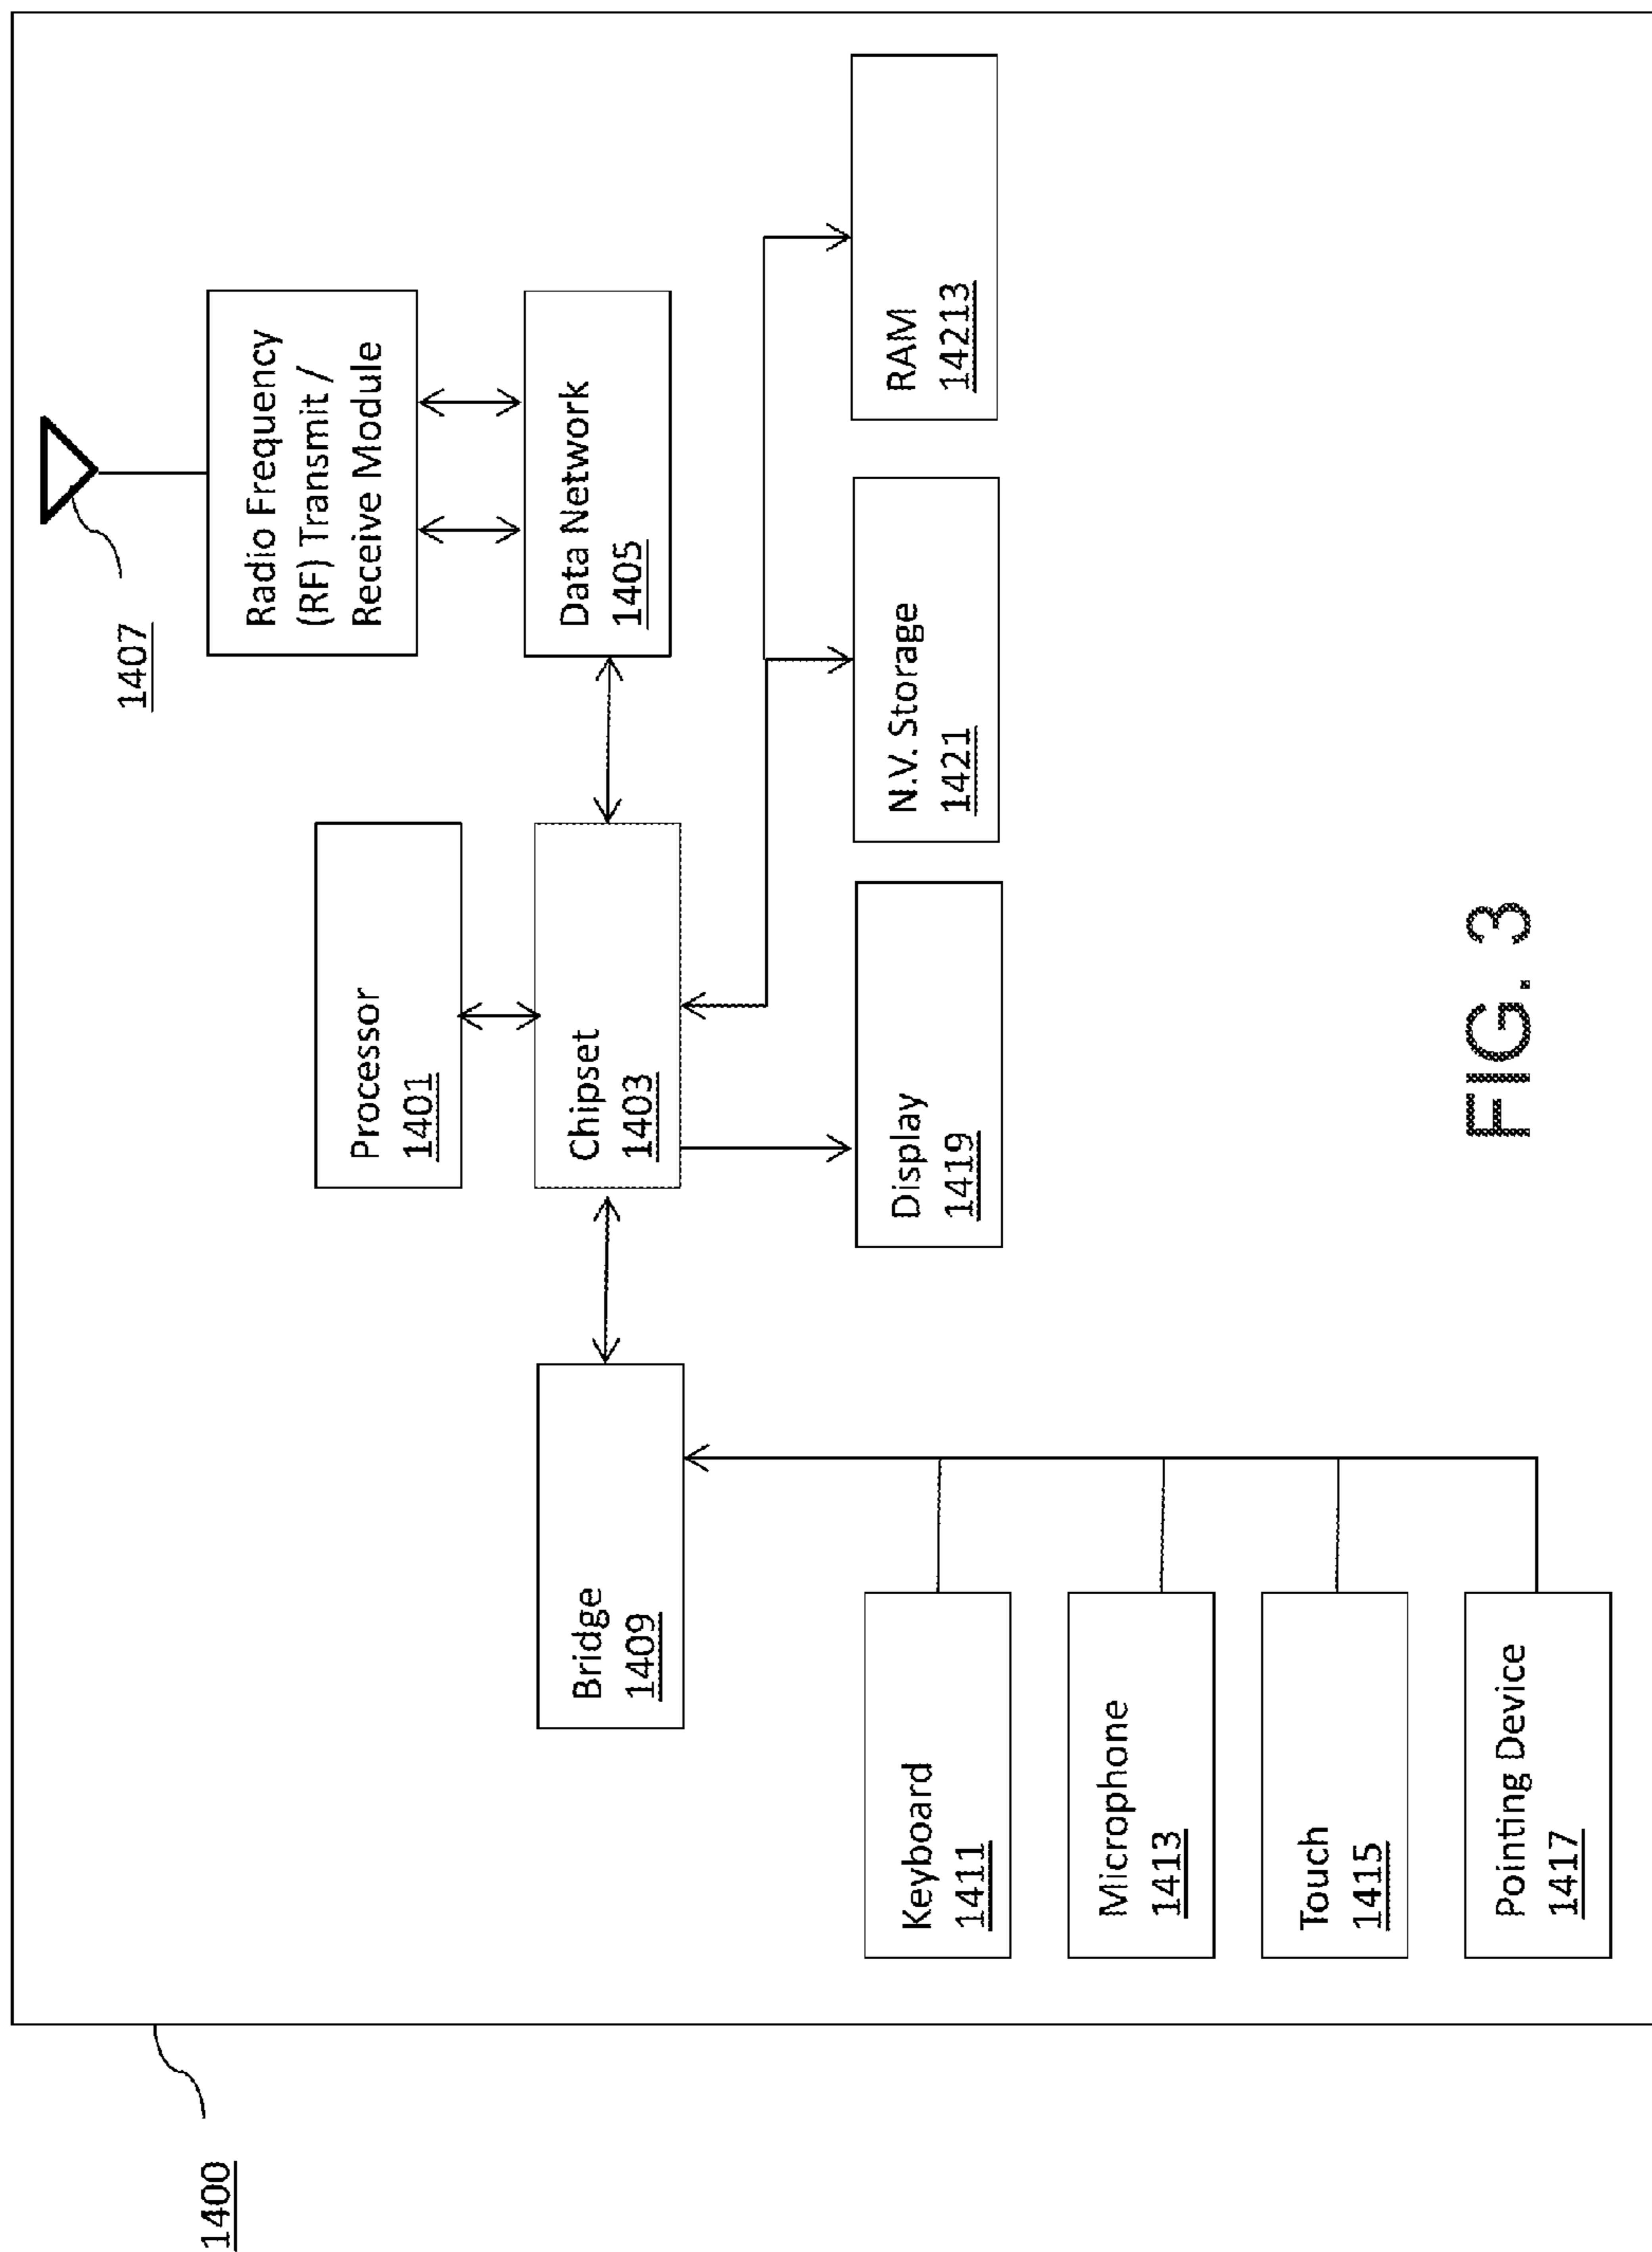 1400
1407
Radio Frequency
(RF) Transmit /
Receive Module
Processor
1401
Data Network
1405
Chipset
1403
Bridge
1409
Keyboard
1411
Display
1419
N.V. Storage
1421
RAM
14213
Microphone
1413
Touch
1415
Pointing Device
1417
FIG. 3